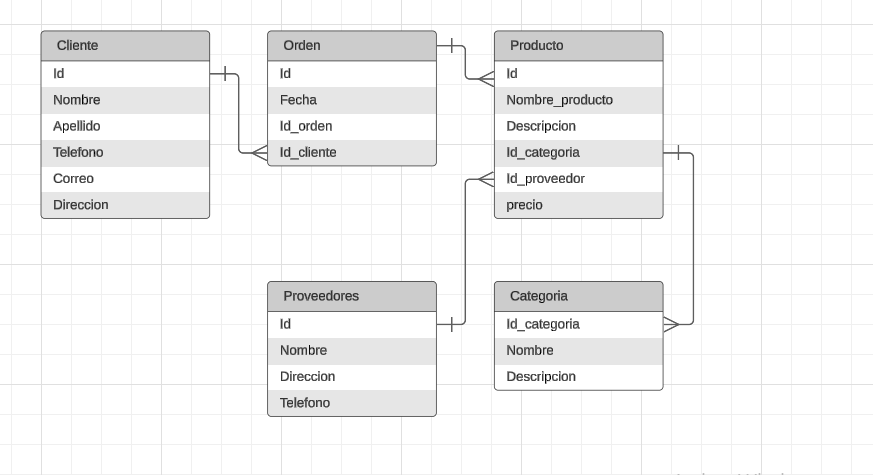 Cliente
Id
Nombre
Apellido
Telefono
Correo
Direccion
Orden
Id
Fecha
Id_orden
Id_cliente
Producto
Id
Nombre_producto
Descripcion
Id_categoria
Id_proveedor
precio
Proveedores
Id
Nombre
Direccion
Telefono
Categoria
Id_categoria
Nombre
Descripcion